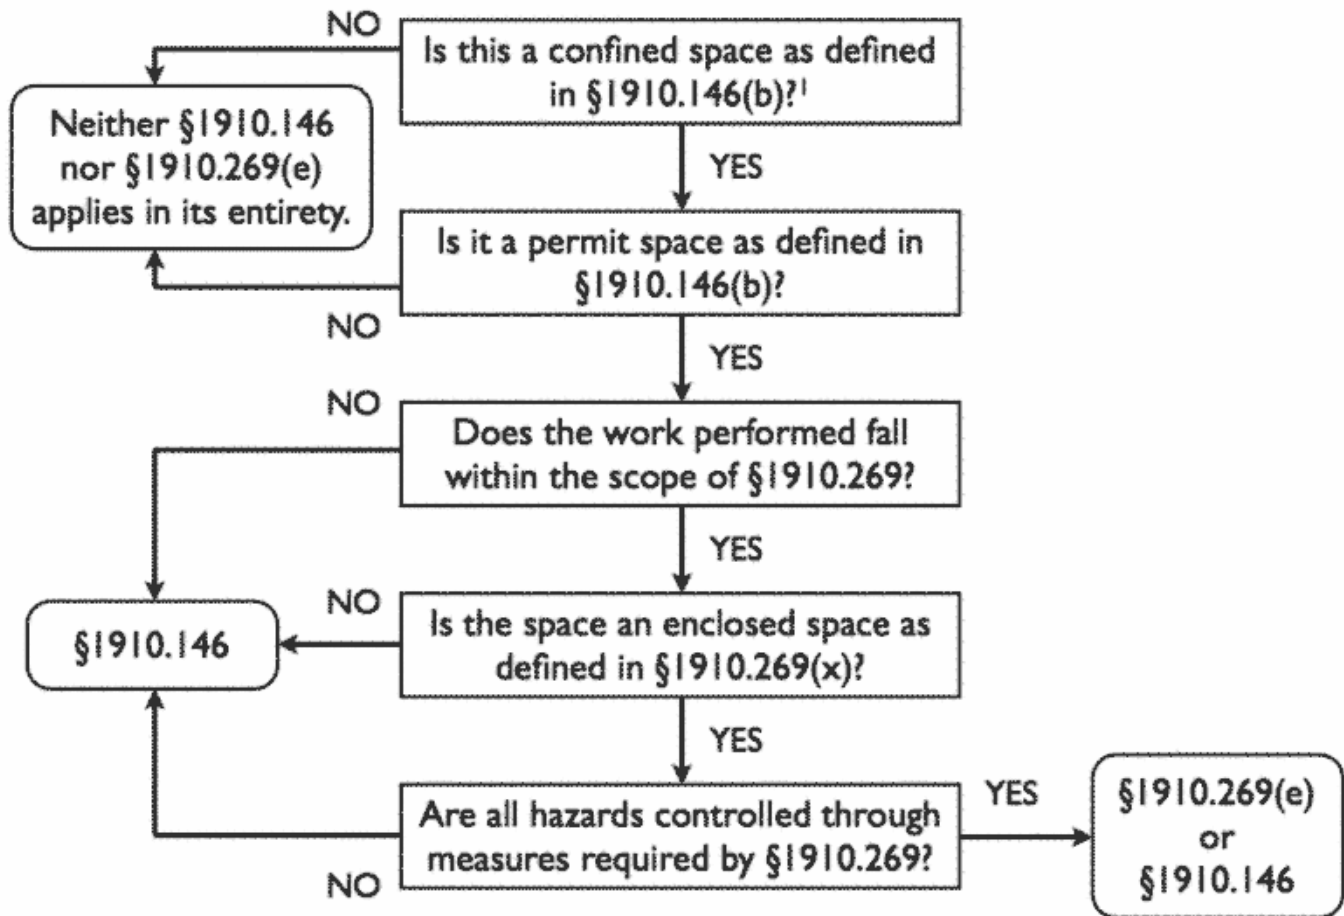 NO
Is this a confined space as defined
in §1910.146(b)?¹
Neither §1910.146
nor §1910.269(e)
applies in its entirety.
YES
Is it a permit space as defined in
§1910.146(b)?
NO
YES
NO
Does the work performed fall
within the scope of §1910.269?
YES
NO
Is the space an enclosed space as
defined in §1910.269(x)?
§1910.146
YES
Are all hazards controlled through
measures required by §1910.269?
YES
§1910.269(e)
or
§1910.146
NO